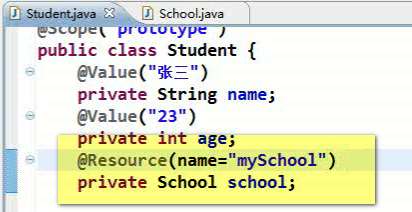 Student.java School.java
@Scope("prototype")
public class Student {
@Value("张三")
private String name;
@Value("23")
private int age;
@Resource(name="mySchool")
private School school;